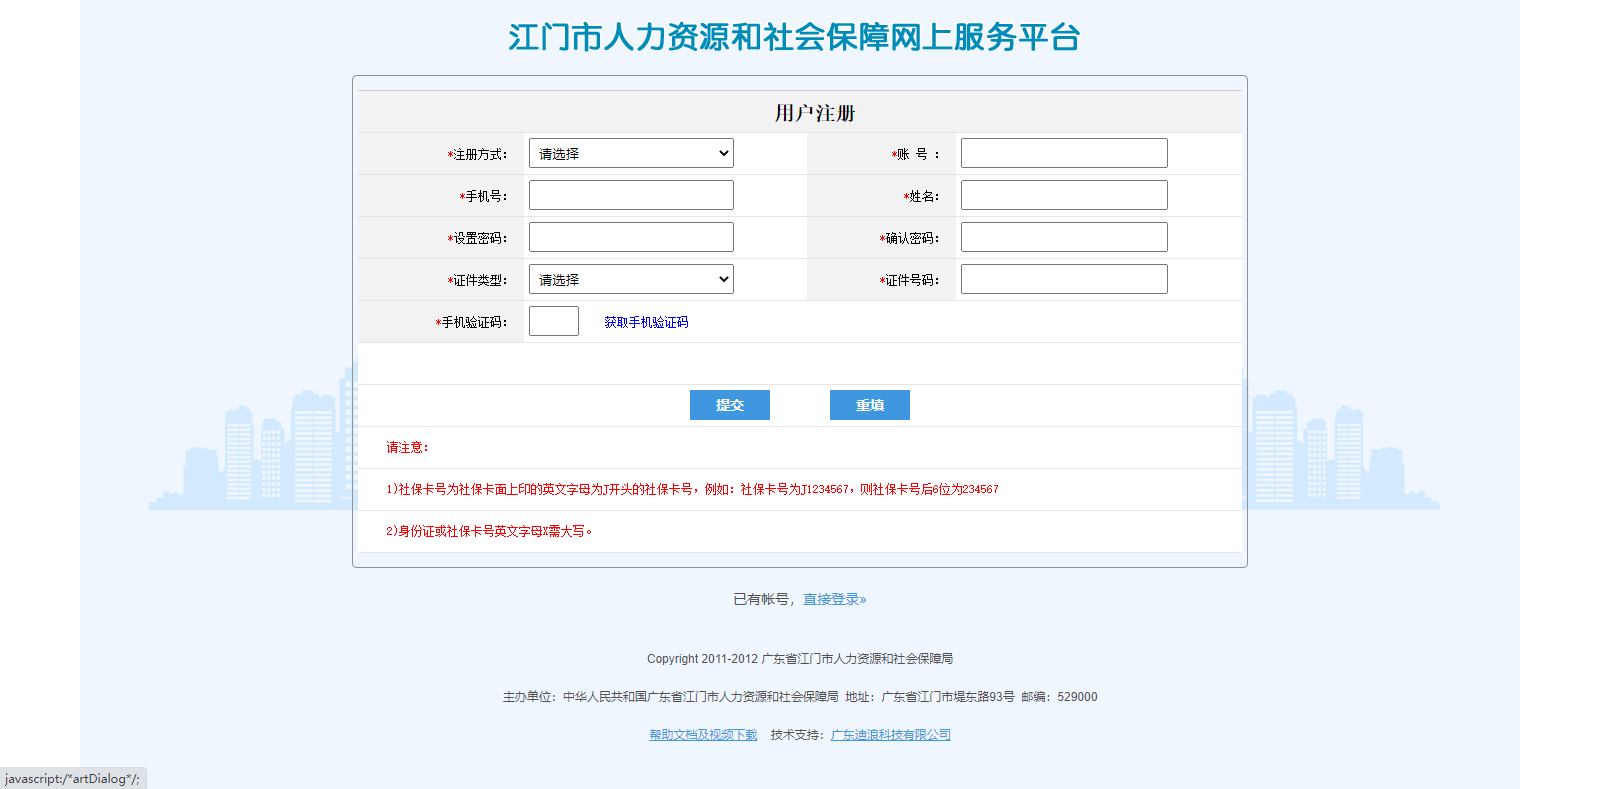 江门市人力资源和社会保障网上服务平台
用户注册
*注册方式： 请选择 *账 号 ：
*手机号： *姓名：
*设置密码： *确认密码：
*证件类型： 请选择 *证件号码：
*手机验证码： 获取手机验证码
提交 重填
请注意：
1)社保卡号为社保卡面上印的英文字母为J开头的社保卡号，例如：社保卡号为J1234567，则社保卡号后6位为234567
2)身份证或社保卡号英文字母X需大写。
已有帐号，直接登录»
Copyright 2011-2012 广东省江门市人力资源和社会保障局
主办单位：中华人民共和国广东省江门市人力资源和社会保障局 地址：广东省江门市堤东路93号 邮编：529000
帮助文档及视频下载 技术支持：广东迪浪科技有限公司
javascript:/*artDialog*/;